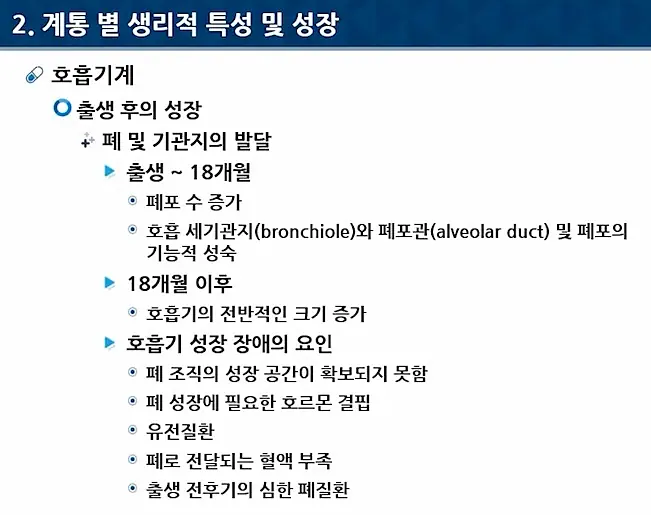 2. 계통 별 생리적 특성 및 성장
호흡기계
출생 후의 성장
폐 및 기관지의 발달
출생 ~ 18개월
폐포 수 증가
호흡 세기관지(bronchiole)와 폐포관(alveolar duct) 및 폐포의
기능적 성숙
18개월 이후
호흡기의 전반적인 크기 증가
호흡기 성장 장애의 요인
폐 조직의 성장 공간이 확보되지 못함
폐 성장에 필요한 호르몬 결핍
유전질환
폐로 전달되는 혈액 부족
출생 전후기의 심한 폐질환